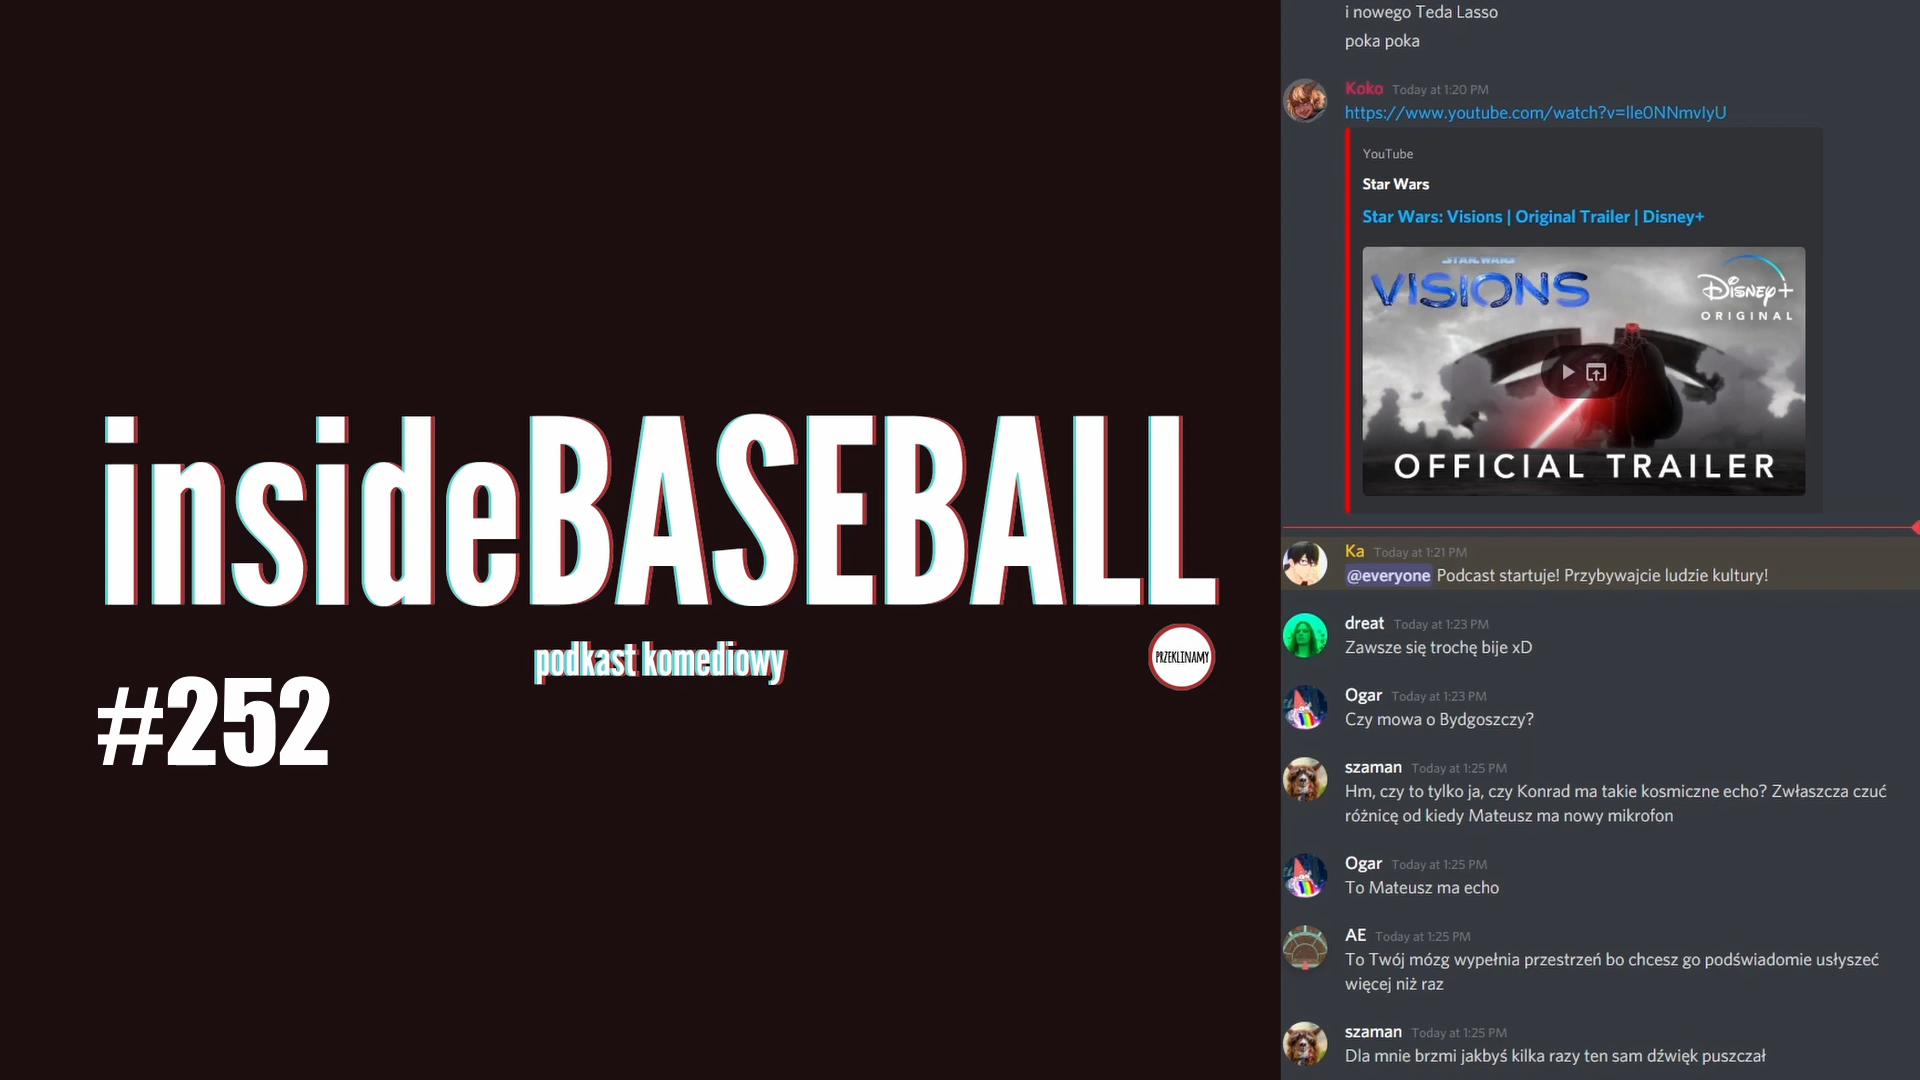 insideBASEBALL
podkast komediowy
PRZEKLINAMY
#252
i nowego Teda Lasso
poka poka
Koko Today at 1:20 PM
https://www.youtube.com/watch?v=lle0NNmvIyU
YouTube
Star Wars
Star Wars: Visions | Original Trailer | Disney+
STAR WARS
VISIONS
Disney+
ORIGINAL
OFFICIAL TRAILER
Ka Today at 1:21 PM
@everyone Podcast startuje! Przybywajcie ludzie kultury!
dreat Today at 1:23 PM
Zawsze się trochę bije xD
Ogar Today at 1:23 PM
Czy mowa o Bydgoszczy?
szaman Today at 1:25 PM
Hm, czy to tylko ja, czy Konrad ma takie kosmiczne echo? Zwłaszcza czuć
różnicę od kiedy Mateusz ma nowy mikrofon
Ogar Today at 1:25 PM
To Mateusz ma echo
AE Today at 1:25 PM
To Twój mózg wypełnia przestrzeń bo chcesz go podświadomie usłyszeć
więcej niż raz
szaman Today at 1:25 PM
Dla mnie brzmi jakbyś kilka razy ten sam dźwięk puszczał